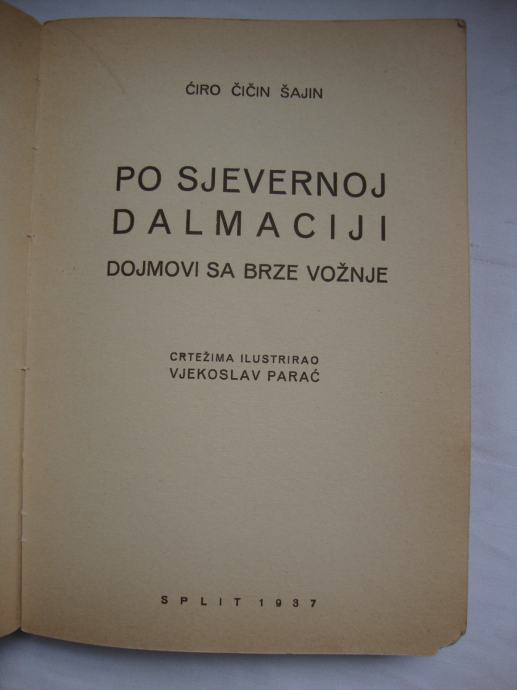 ĆIRO ČIČIN ŠAJIN
PO SJEVERNOJ
DALMACIJI
DOJMOVI SA BRZE VOŽNJE
CRTEŽIMA ILUSTRIRAO
VJEKOSLAV PARAĆ
SPLIT 1937